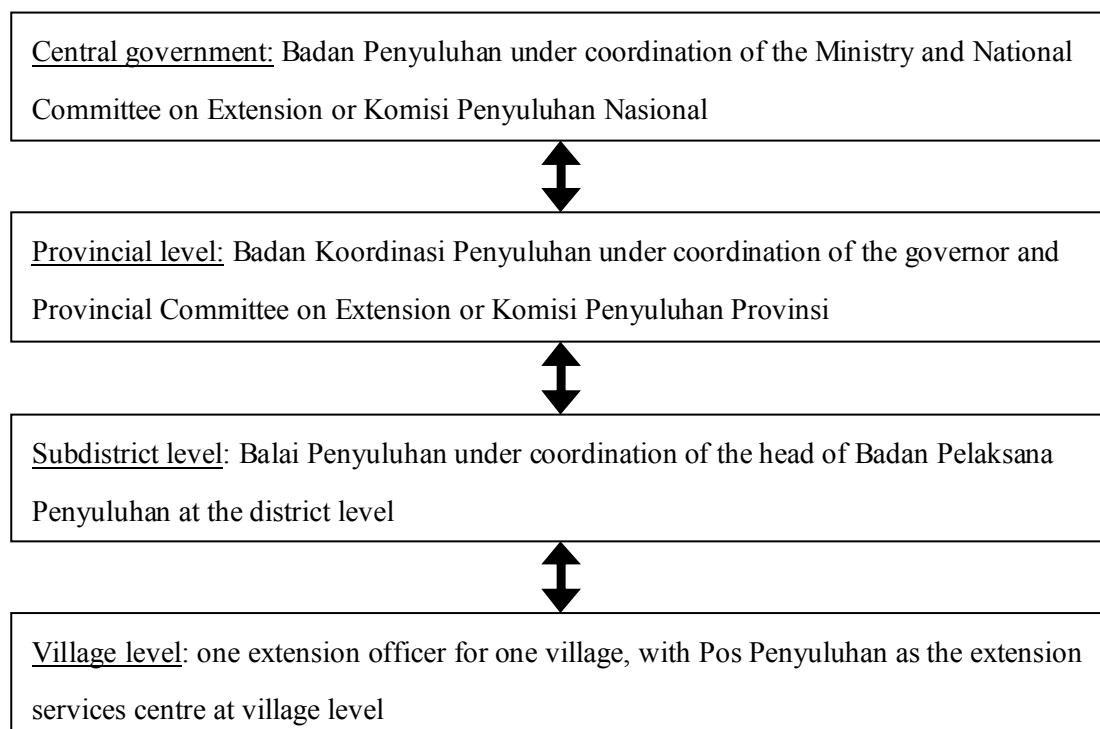 Central government: Badan Penyuluhan under coordination of the Ministry and National
Committee on Extension or Komisi Penyuluhan Nasional
Provincial level: Badan Koordinasi Penyuluhan under coordination of the governor and
Provincial Committee on Extension or Komisi Penyuluhan Provinsi
Subdistrict level: Balai Penyuluhan under coordination of the head of Badan Pelaksana
Penyuluhan at the district level
Village level: one extension officer for one village, with Pos Penyuluhan as the extension
services centre at village level